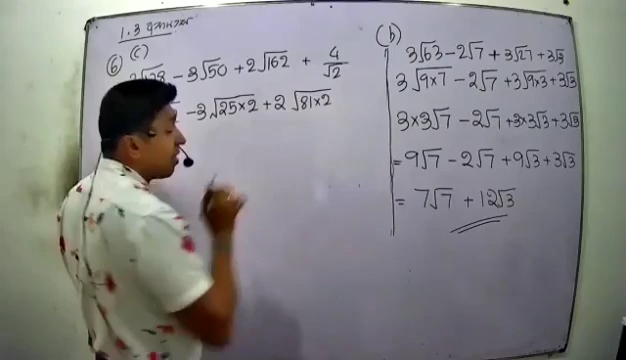 1.3
(6) (c)
2√128 - 3√50 + 2√162 + 4/√2
-3√25×2 + 2√81×2
(b)
3√63 - 2√7 + 3√27 + 3√3
3√9×7 - 2√7 + 3√9×3 + 3√3
3×3√7 - 2√7 + 3×3√3 + 3√3
= 9√7 - 2√7 + 9√3 + 3√3
= 7√7 + 12√3